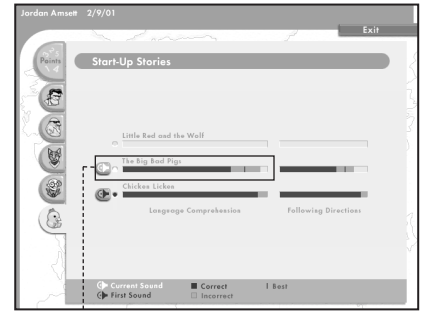 Jordan Amsett 2/9/01
Exit
Points
Start-Up Stories
Little Red and the Wolf
The Big Bad Pigs
Chicken Licken
Language Comprehension Following Directions
Current Sound Correct Best
First Sound Incorrect